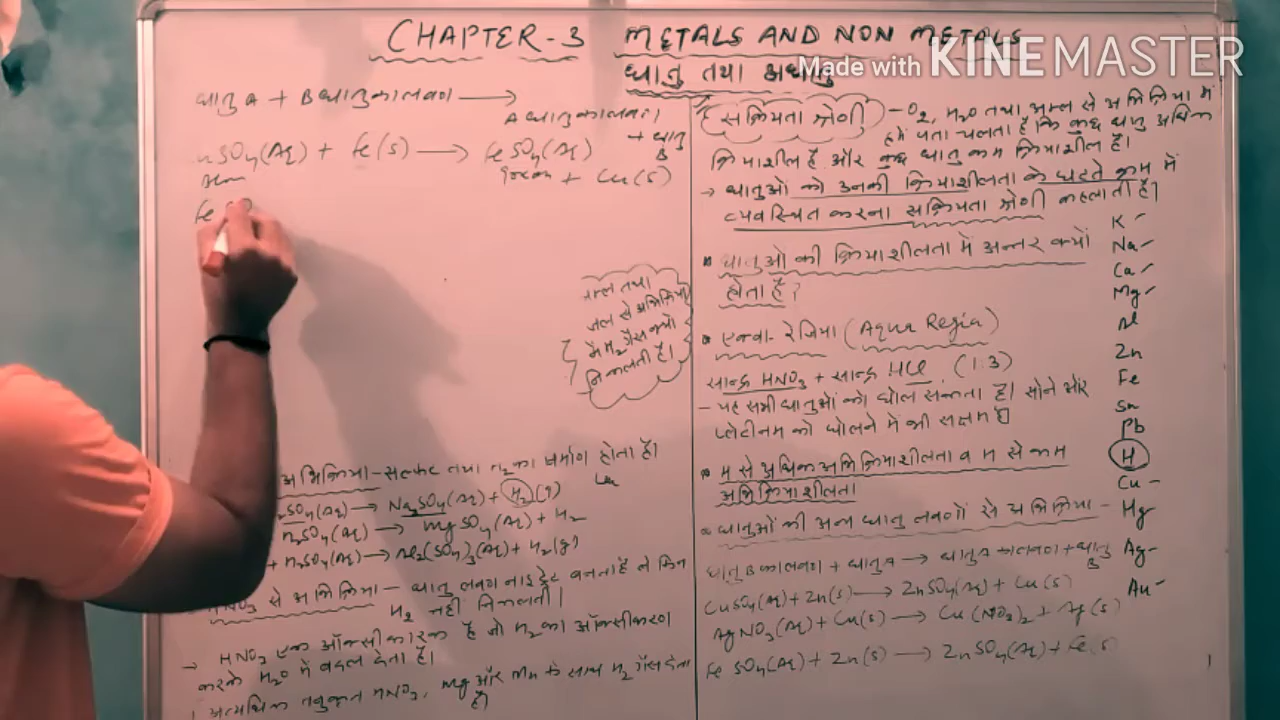 CHAPTER-3 METALS AND NON METALS
धातु तथा अधातु
Made with KINEMASTER
धातु A + B धातु का लवण ⟶
A धातु का लवण
+ धातु
B
SO4(Aq) + Fe(s) ⟶ FeSO4(Aq)
+ Cu(s)
Fe
अम्ल तथा
जल से अभिक्रिया
में H2 गैस क्यों
निकलती है।
अभिक्रिया - सल्फेट तथा H2 का निर्माण होता है।
SO4(Aq) ⟶ Na2SO4(Aq) + H2(g)
H2SO4(Aq) ⟶ MgSO4(Aq) + H2
+ H2SO4(Aq) ⟶ Al2(SO4)3(Aq) + H2(g)
HNO3 से अभिक्रिया - धातु लवण नाइट्रेट बनता है लेकिन
H2 नहीं निकलती।
→ HNO3 एक ऑक्सीकारक है जो H2 का ऑक्सीकरण
करके H2O में बदल देता है।
अत्यधिक तनुकृत HNO3, Mg और Mn के साथ H2 गैस देता
है।
सक्रियता श्रेणी - O2, H2O तथा अम्ल से अभिक्रिया में
हमें पता चलता है कि कुछ धातु अधिक
क्रियाशील हैं और कुछ धातु कम क्रियाशील हैं।
→ धातुओं को उनकी क्रियाशीलता के घटते क्रम में
व्यवस्थित करना सक्रियता श्रेणी कहलाती है।
धातुओं की क्रियाशीलता में अन्तर क्यों
होता है?
एक्वा-रेजिया (Aqua Regia)
सान्द्र HNO3 + सान्द्र HCl (1:3)
- यह सभी धातुओं को घोल सकता है। सोने और
प्लेटीनम को घोलने में भी सक्षम है
H से अधिक अभिक्रियाशीलता व H से कम
अभिक्रियाशीलता
धातुओं की अन्य धातु लवणों से अभिक्रिया -
धातु B का लवण + धातु A ⟶ धातु A का लवण + धातु
B
CuSO4(Aq) + Zn(s) ⟶ ZnSO4(Aq) + Cu(s)
AgNO3(Aq) + Cu(s) ⟶ Cu(NO3)2 + Ag(s)
FeSO4(Aq) + Zn(s) ⟶ ZnSO4(Aq) + Fe(s)
K
Na
Ca
Mg
Al
Zn
Fe
Sn
Pb
H
Cu
Hg
Ag
Au